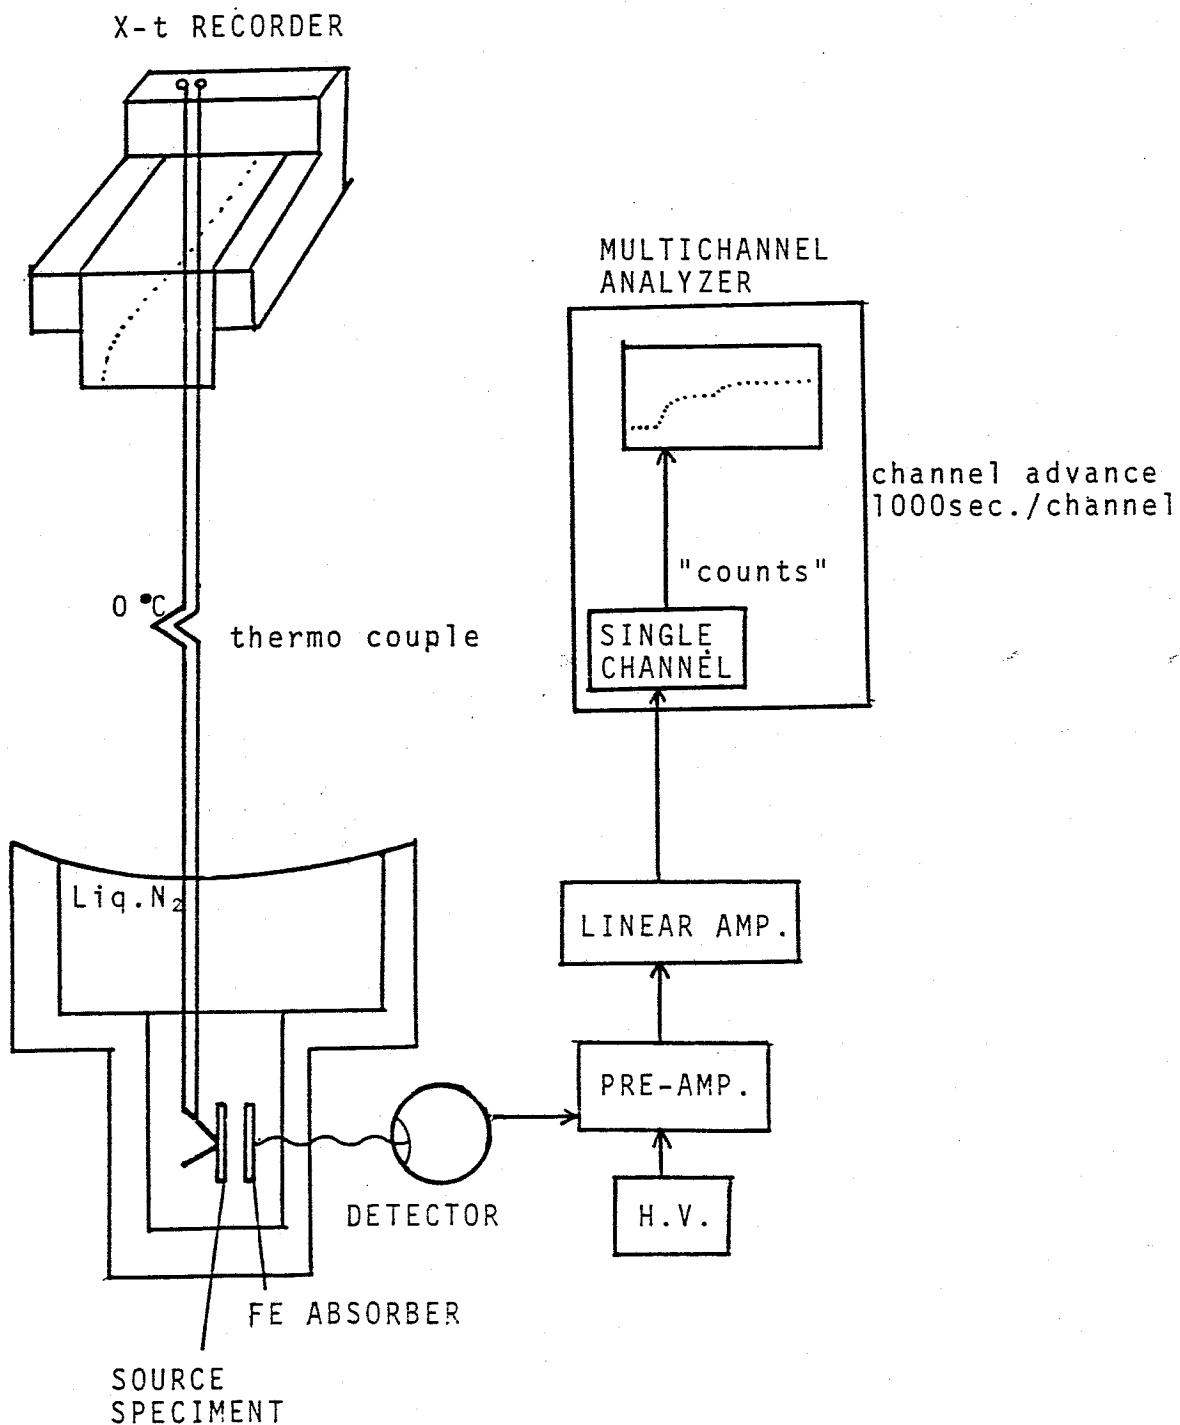 X-t RECORDER
MULTICHANNEL
ANALYZER
channel advance
1000sec./channel
"counts"
0 °C
thermo couple
SINGLE
CHANNEL
Liq.N₂
LINEAR AMP.
PRE-AMP.
DETECTOR
H.V.
FE ABSORBER
SOURCE
SPECIMENT